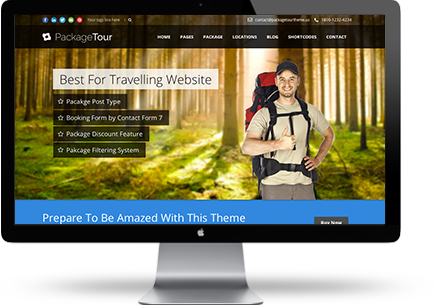 Your tag line here
contact@packagetourtheme.us
1800-1232-4234
PackageTour
HOME PAGES PACKAGE LOCATIONS BLOG SHORTCODES CONTACT
Best For Travelling Website
Pacakge Post Type
Booking Form by Contact Form 7
Package Discount Feature
Pakcage Filtering System
Prepare To Be Amazed With This Theme
Buy Now